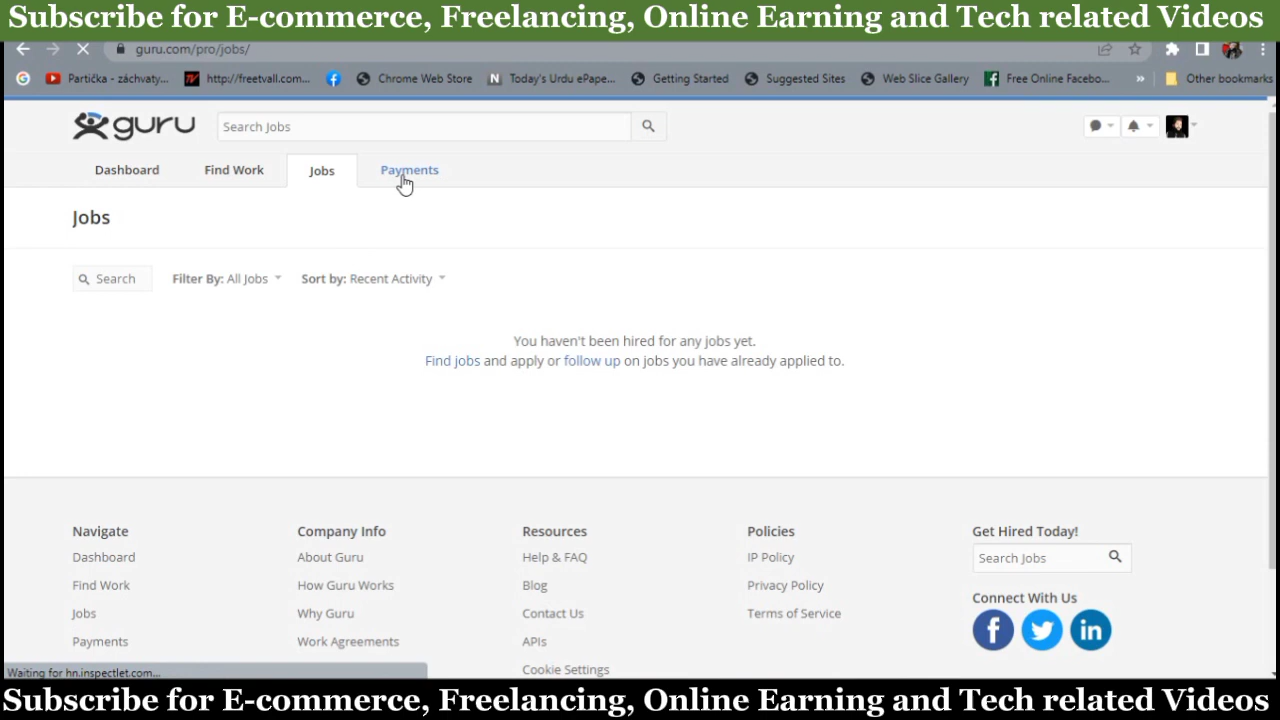 Subscribe for E-commerce, Freelancing, Online Earning and Tech related Videos
guru.com/pro/jobs/
Partička - záchvaty... http://freetvall.com... Chrome Web Store Today's Urdu ePape... Getting Started Suggested Sites Web Slice Gallery Free Online Facebo... » Other bookmarks
guru Search Jobs
Dashboard Find Work Jobs Payments
Jobs
Search Filter By: All Jobs Sort by: Recent Activity
You haven't been hired for any jobs yet.
Find jobs and apply or follow up on jobs you have already applied to.
Navigate Company Info Resources Policies Get Hired Today!
Dashboard About Guru Help & FAQ IP Policy Search Jobs
Find Work How Guru Works Blog Privacy Policy Connect With Us
Jobs Why Guru Contact Us Terms of Service
Payments Work Agreements APIs
Cookie Settings
Waiting for hn.inspectlet.com...
Subscribe for E-commerce, Freelancing, Online Earning and Tech related Videos